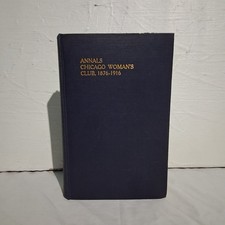 ANNALS
CHICAGO WOMAN'S
CLUB, 1876-1916